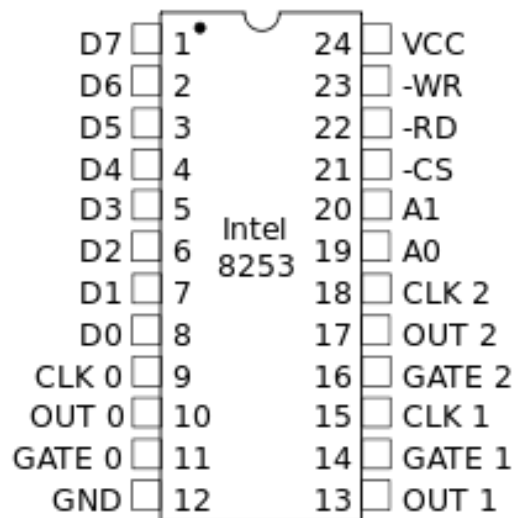 D7 1 24 VCC
D6 2 23 -WR
D5 3 22 -RD
D4 4 21 -CS
D3 5 20 A1
Intel
D2 6 19 A0
8253
D1 7 18 CLK 2
D0 8 17 OUT 2
CLK 0 9 16 GATE 2
OUT 0 10 15 CLK 1
GATE 0 11 14 GATE 1
GND 12 13 OUT 1